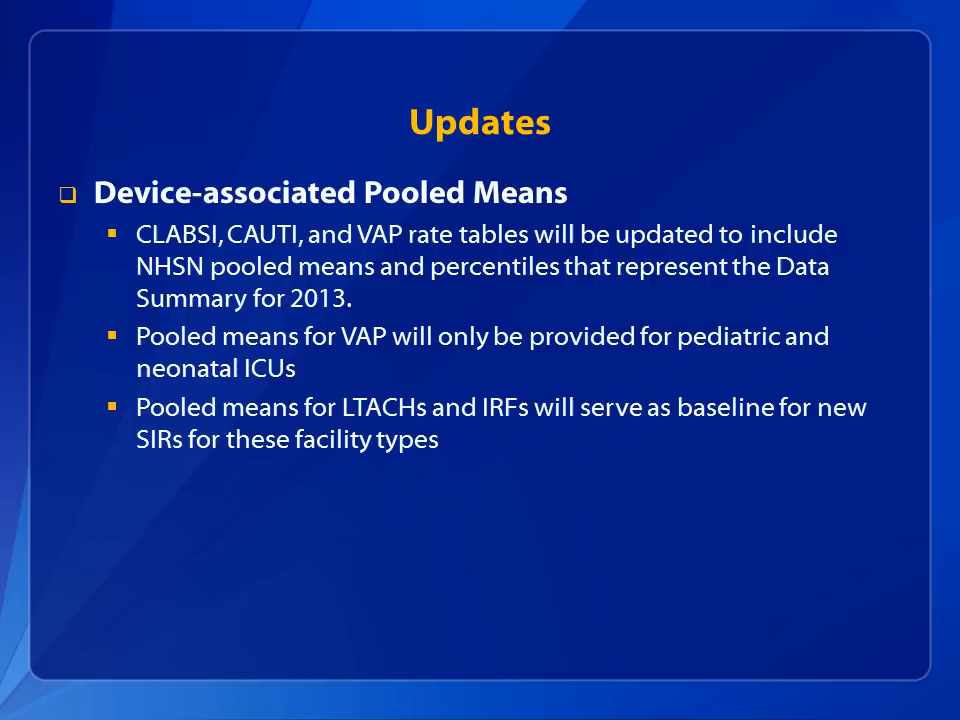 Updates
Device-associated Pooled Means
CLABSI, CAUTI, and VAP rate tables will be updated to include
NHSN pooled means and percentiles that represent the Data
Summary for 2013.
Pooled means for VAP will only be provided for pediatric and
neonatal ICUs
Pooled means for LTACHs and IRFs will serve as baseline for new
SIRs for these facility types